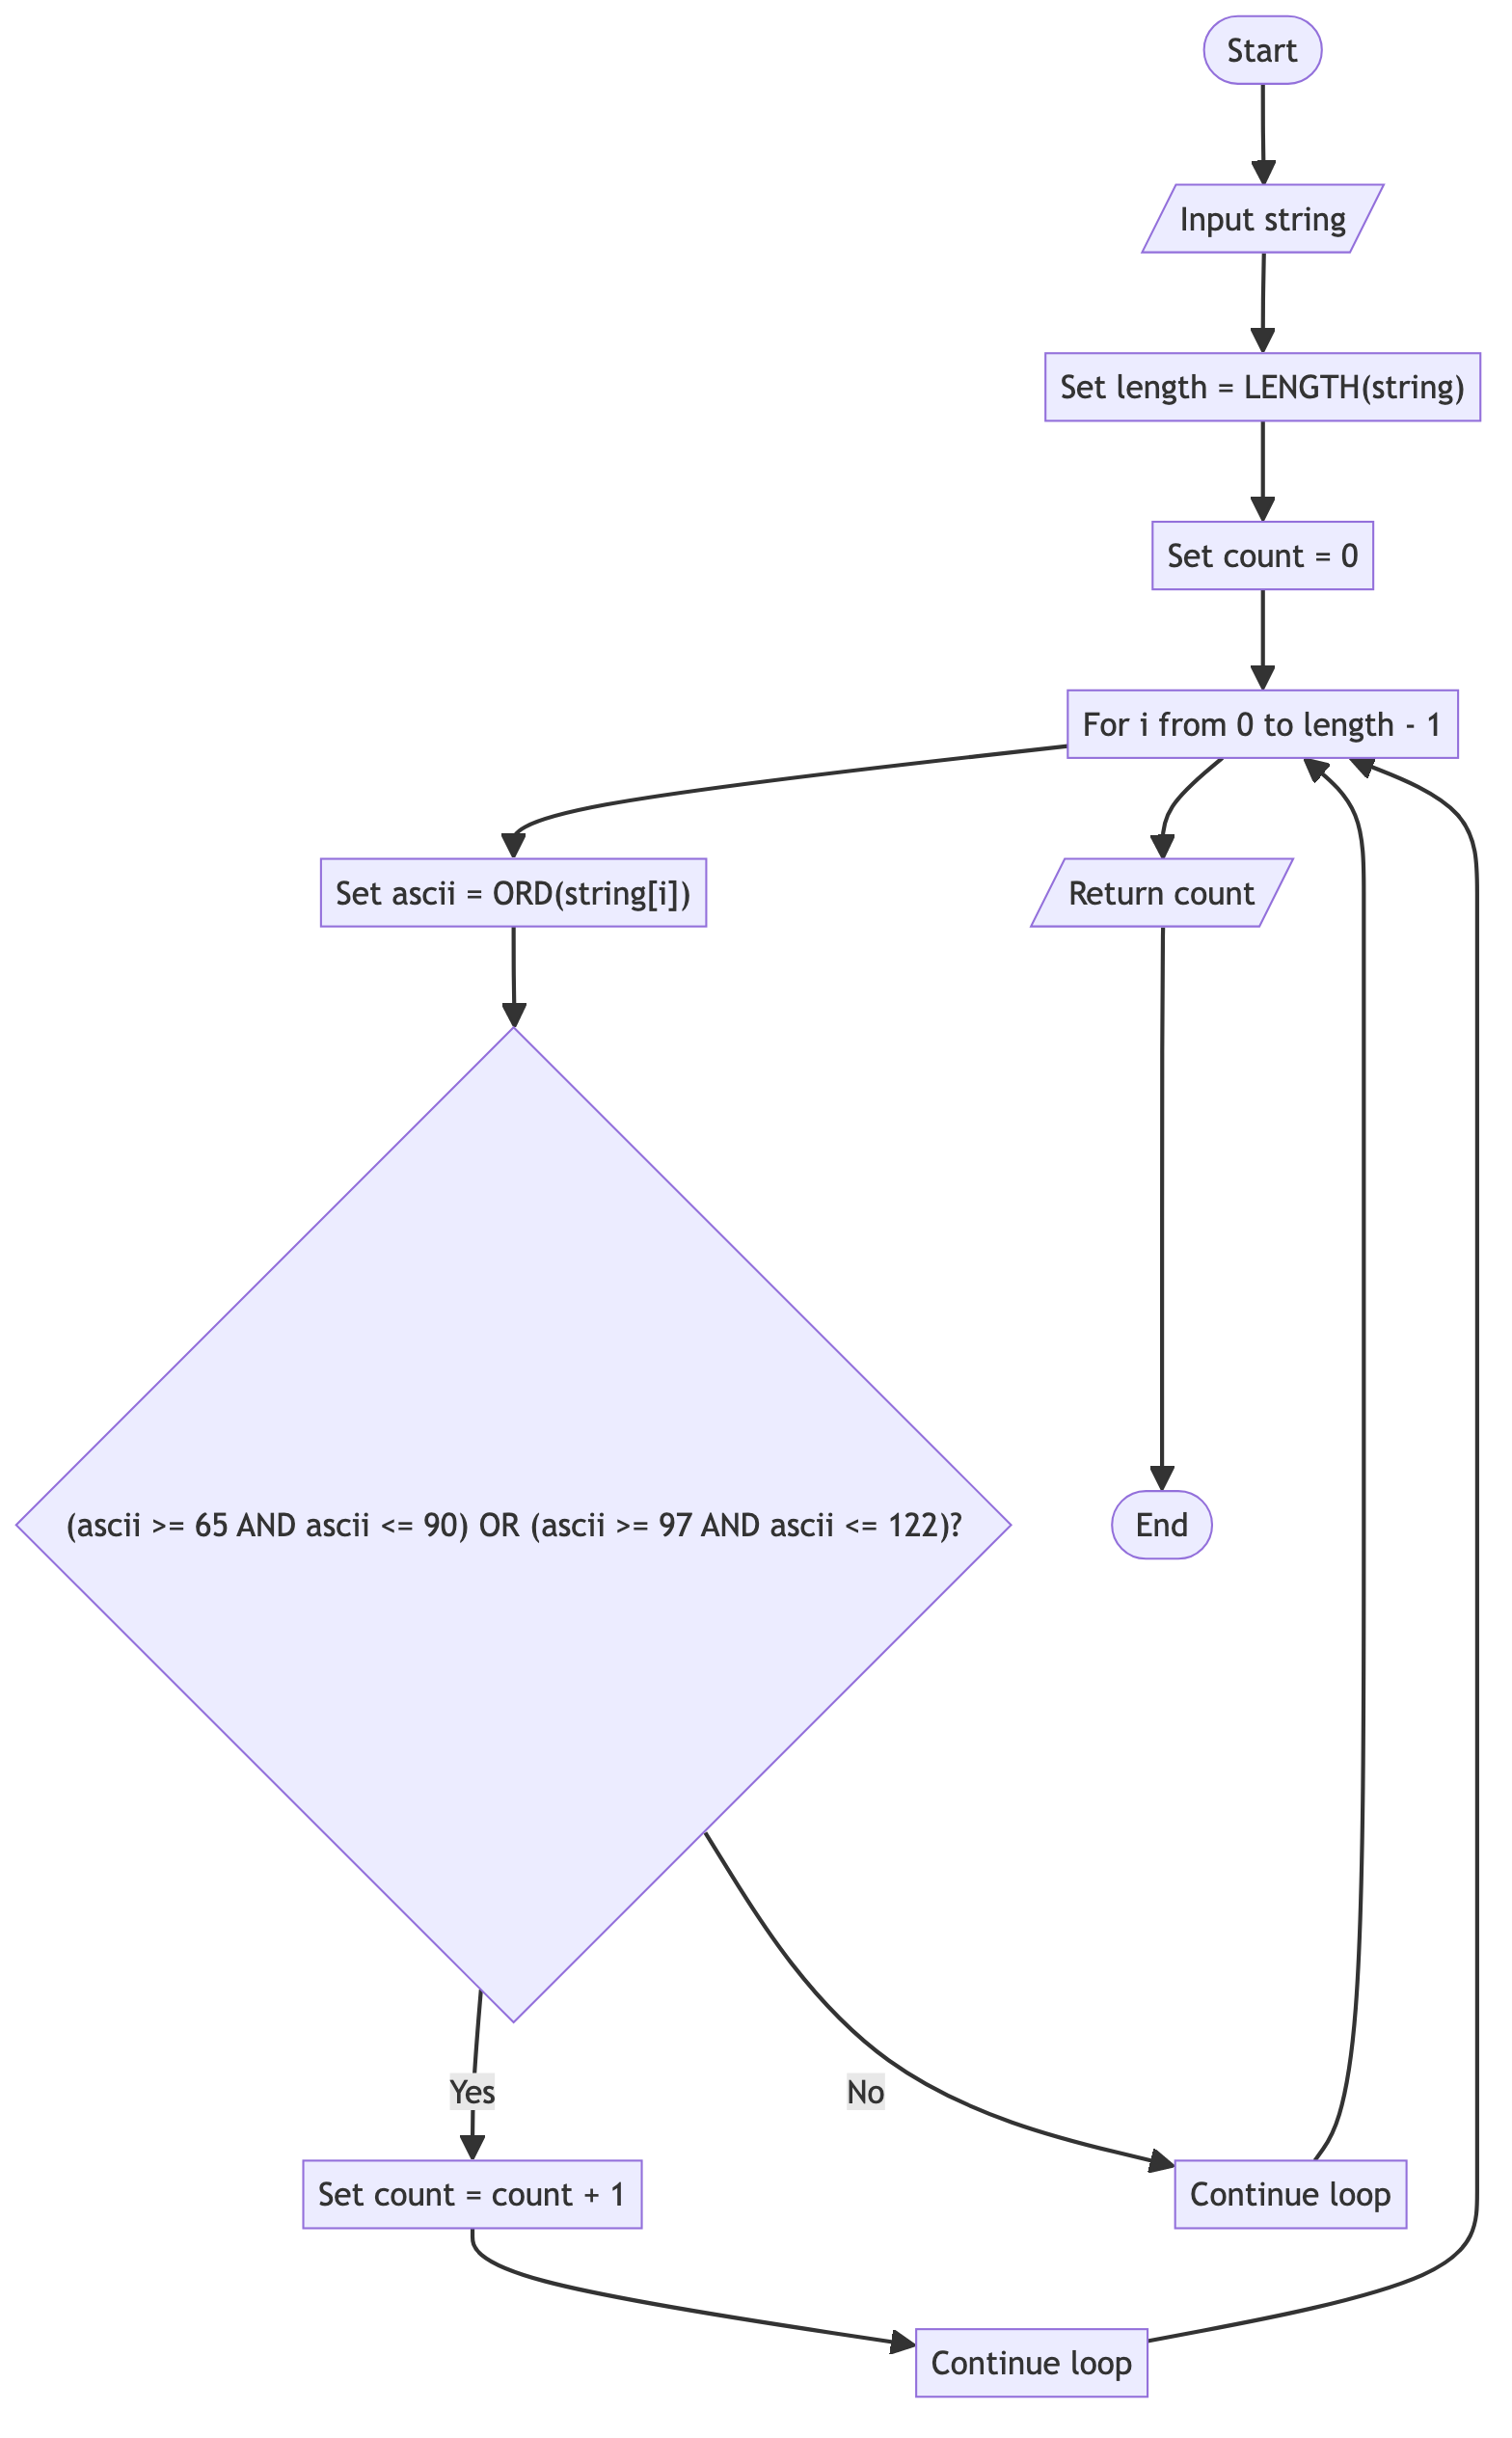 Start
Input string
Set length = LENGTH(string)
Set count = 0
For i from 0 to length - 1
Set ascii = ORD(string[i])
Return count
(ascii >= 65 AND ascii <= 90) OR (ascii >= 97 AND ascii <= 122)?
End
Yes
No
Set count = count + 1
Continue loop
Continue loop